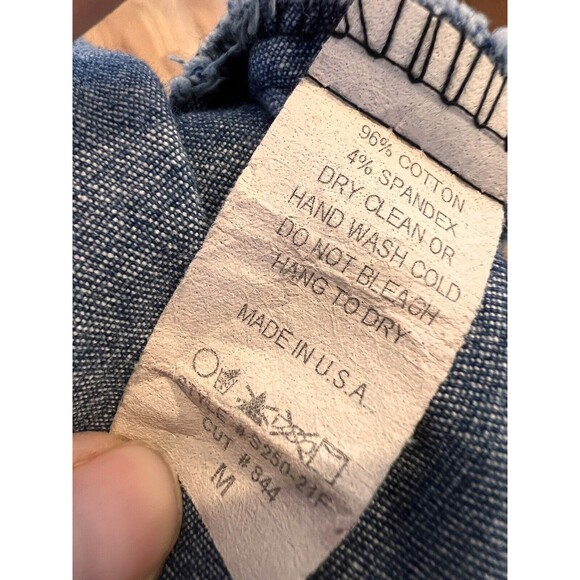 96% COTTON
4% SPANDEX
DRY CLEAN OR
HAND WASH COLD
DO NOT BLEACH
HANG TO DRY
MADE IN U.S.A.
STYLE # S250-21F
CUT # 844
M